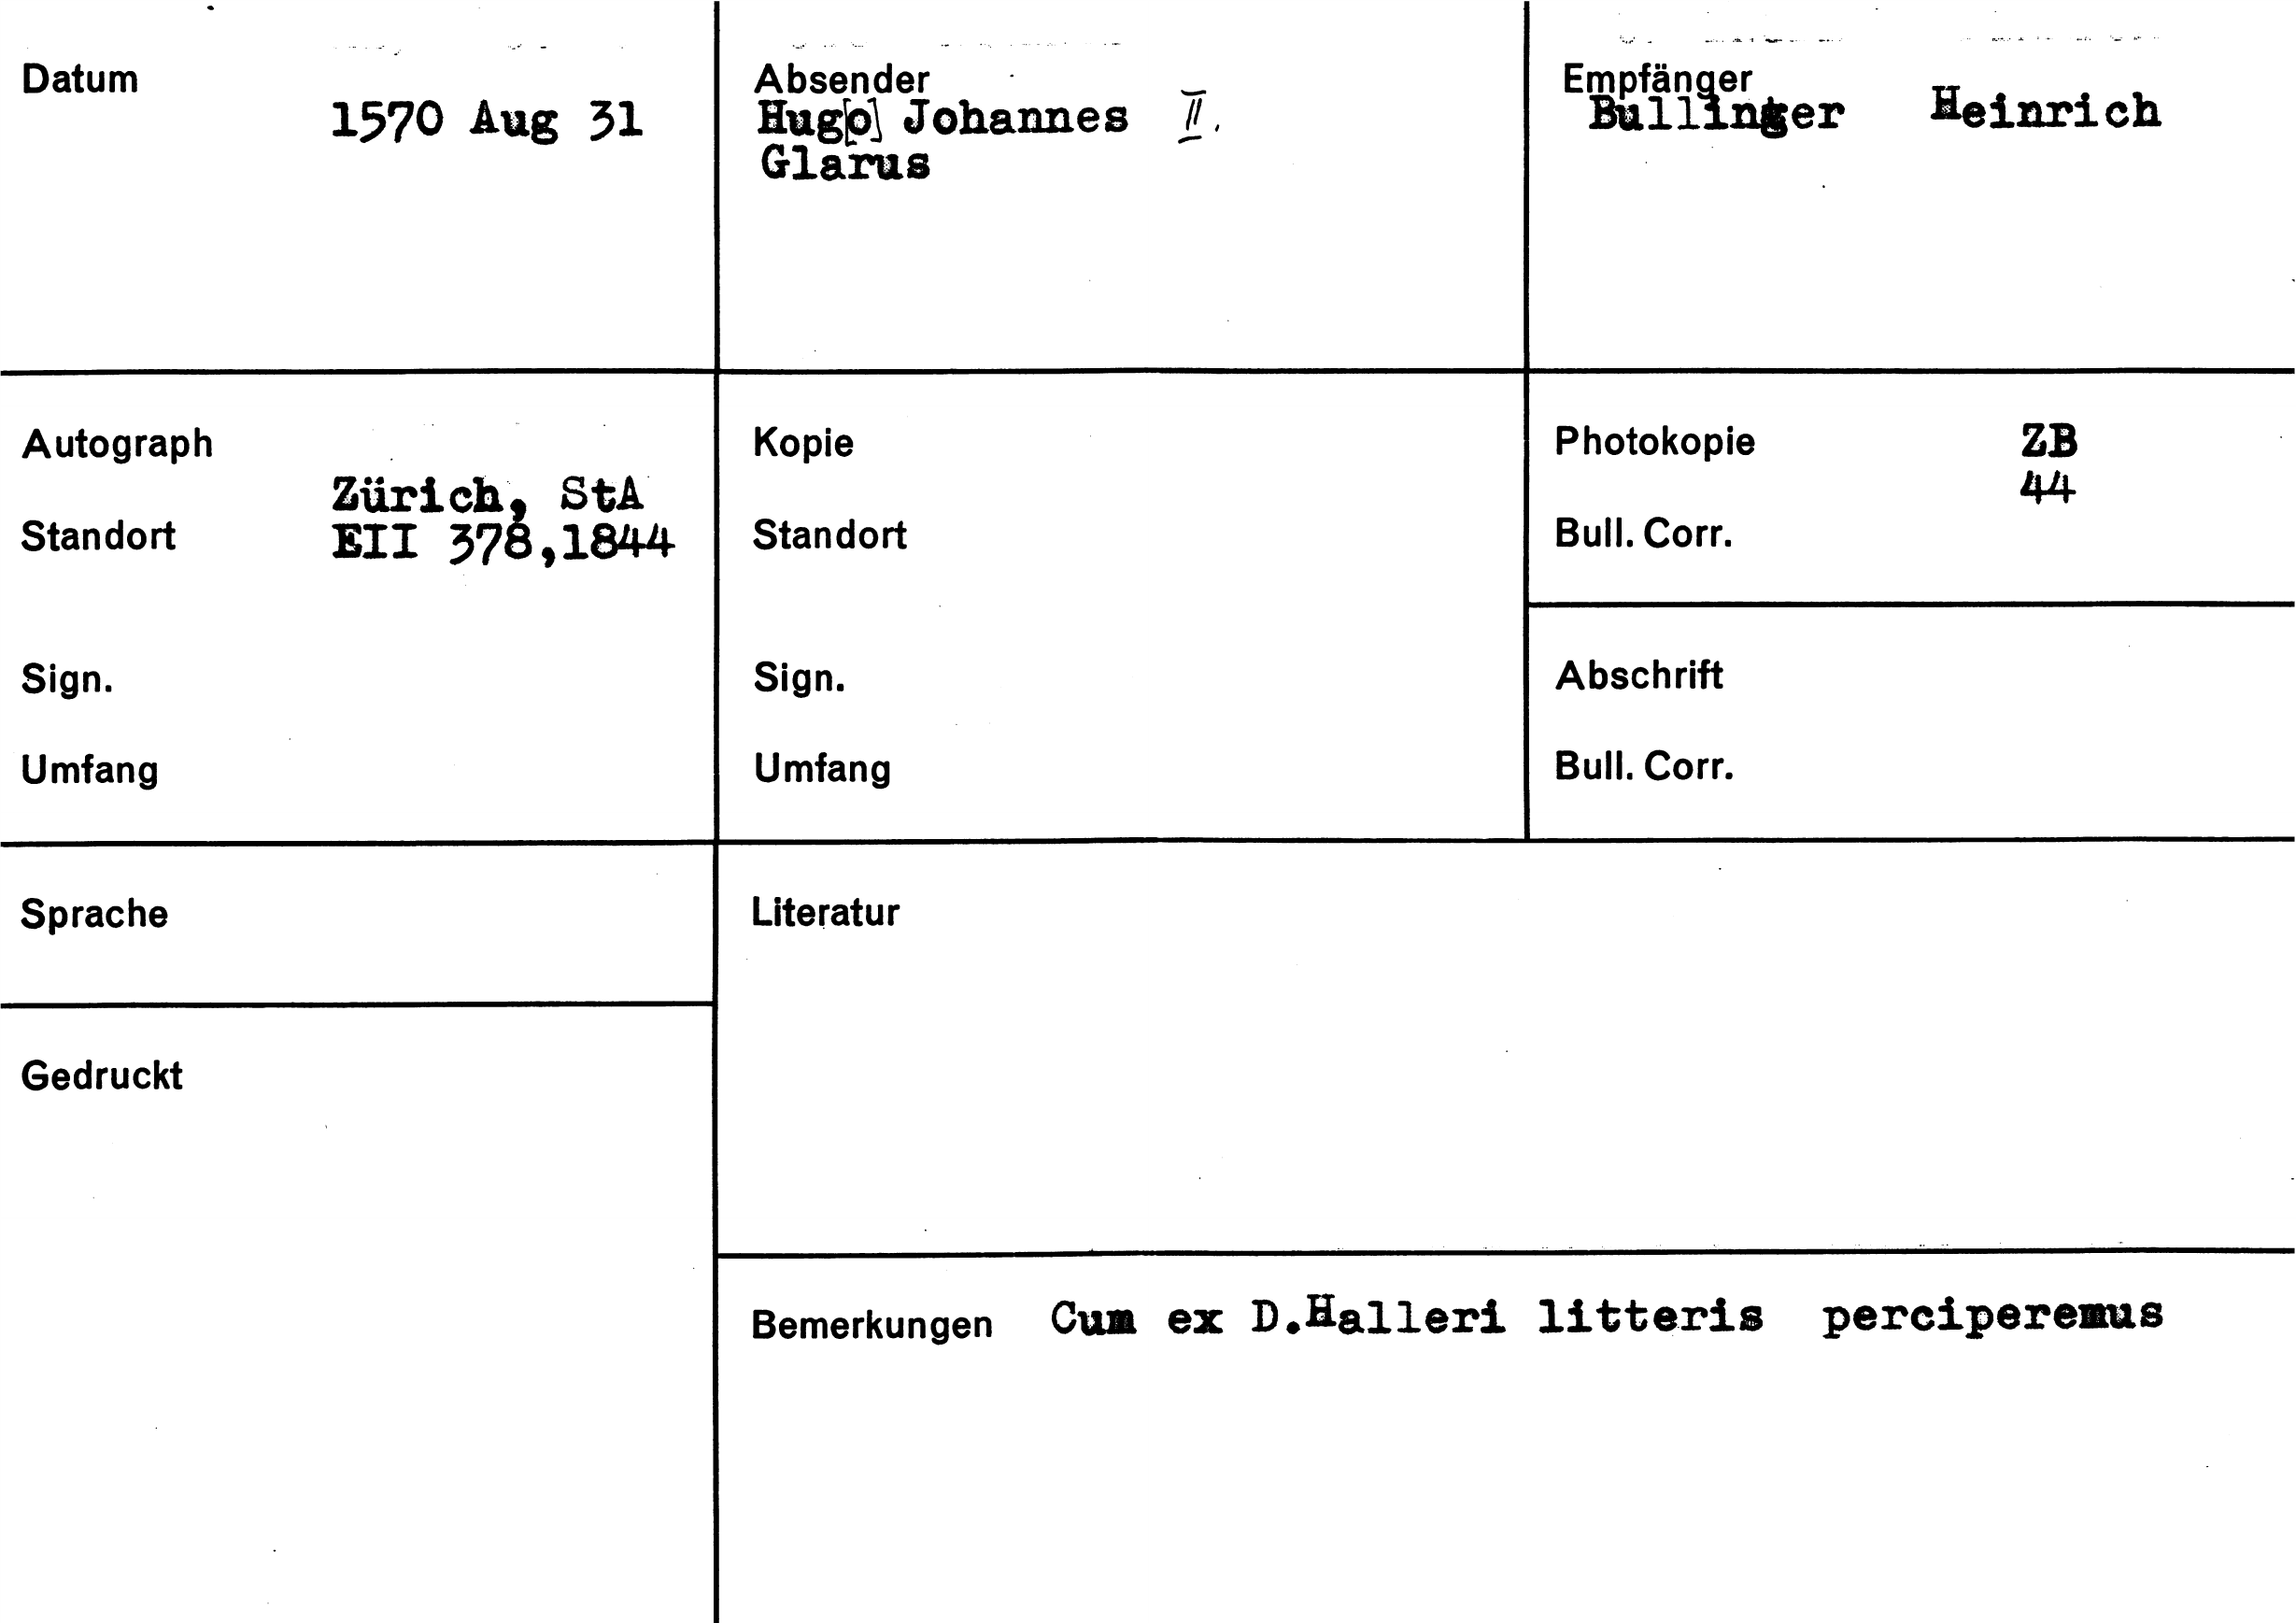 Datum
1570 Aug 31
Absender
Hug[o] Johannes II.
Glarus
Empfänger
Bullinger Heinrich
Autograph
Zürich, StA
Standort
EII 378,1844
Sign.
Umfang
Kopie
Standort
Sign.
Umfang
Photokopie
ZB
44
Bull. Corr.
Abschrift
Bull. Corr.
Sprache
Literatur
Gedruckt
Bemerkungen Cum ex D.Halleri litteris perciperemus